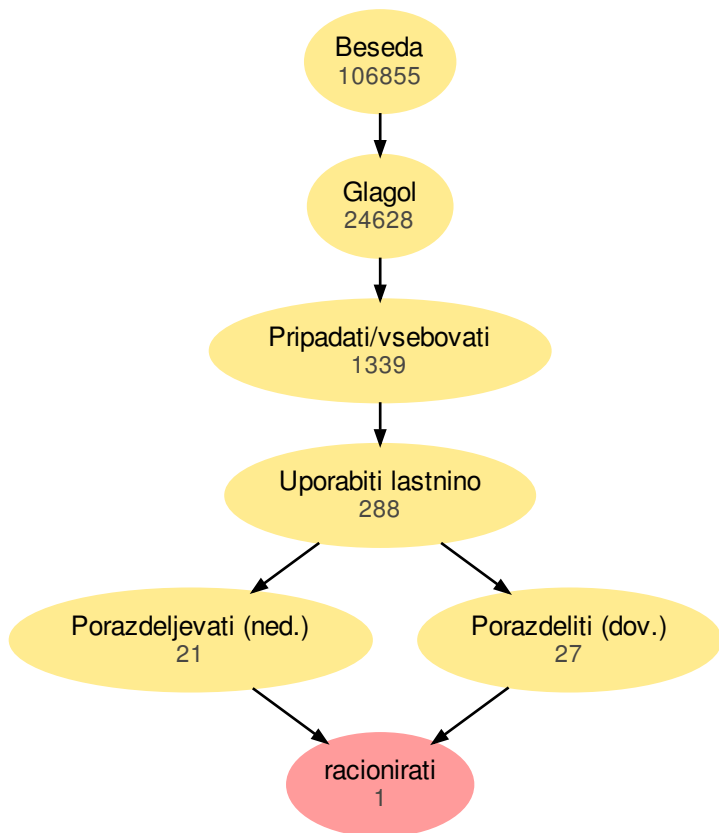 Beseda
106855
Glagol
24628
Pripadati/vsebovati
1339
Uporabiti lastnino
288
Porazdeljevati (ned.)
21
Porazdeliti (dov.)
27
racionirati
1